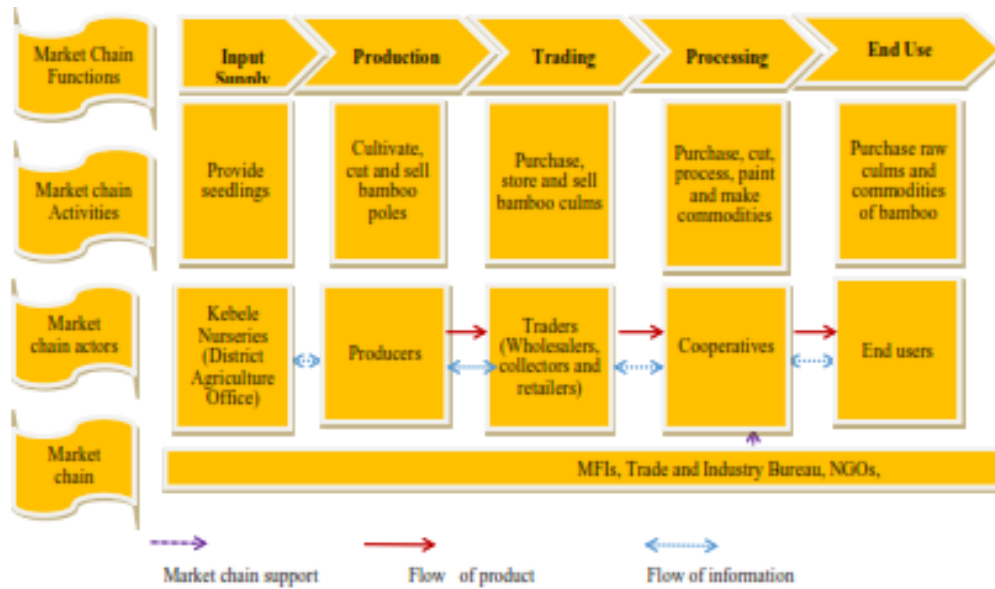 Market Chain
Functions
Input
Supply
Production
Trading
Processing
End Use
Market chain
Activities
Provide
seedlings
Cultivate,
cut and sell
bamboo
poles
Purchase,
store and sell
bamboo culms
Purchase, cut,
process, paint
and make
commodities
Purchase raw
culms and
commodities
of bamboo
Market
chain actors
Kebele
Nurseries
(District
Agriculture
Office)
Producers
Traders
(Wholesalers,
collectors and
retailers)
Cooperatives
End users
Market
chain
MFIs, Trade and Industry Bureau, NGOs,
Market chain support
Flow of product
Flow of information